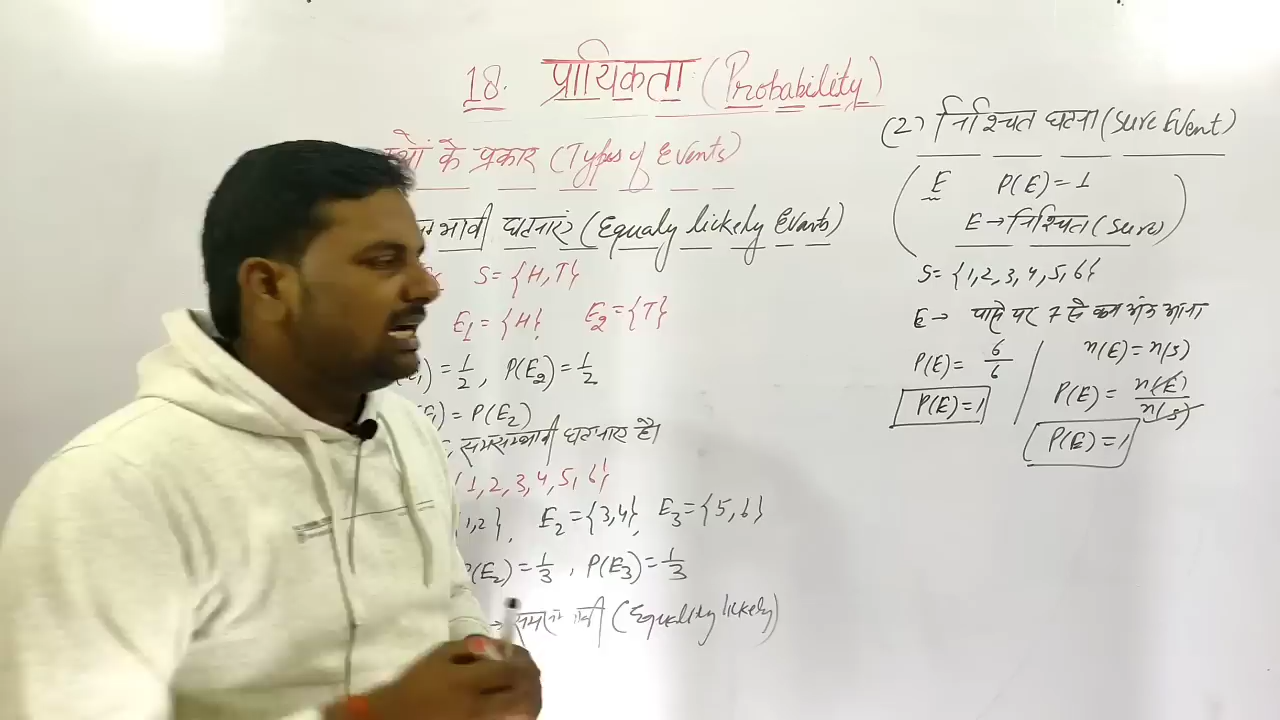 18. प्रायिकता (Probability)
ओं के प्रकार (Types of Events)
म्भावी घटनाएं (Equaly lickely Events)
S = {H, T}
E₁ = {H}, E₂ = {T}
) = 1/2, P(E₂) = 1/2
) = P(E₂)
समसम्भावी घटनाए है।
{1, 2, 3, 4, 5, 6}
1,2}, E₂ = {3,4}, E₃ = {5,6}
P(E₂) = 1/3, P(E₃) = 1/3
→ (Equality lickely)
(2) निश्चित घटना (Sure Event)
E P(E) = 1
E → निश्चित (Sure)
S = {1,2,3,4,5,6}
E → पासे पर 7 से कम अंक आना
P(E) = 6/6
P(E) = 1
n(E) = n(S)
P(E) = n(E)/n(S)
P(E) = 1